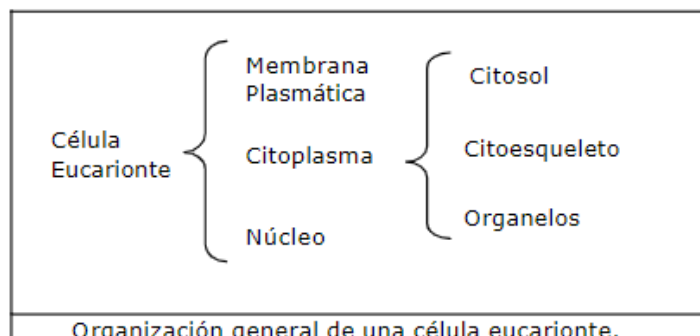 Célula
Eucarionte
Membrana
Plasmática
Citoplasma
Núcleo
Citosol
Citoesqueleto
Organelos
Organización general de una célula eucarionte.